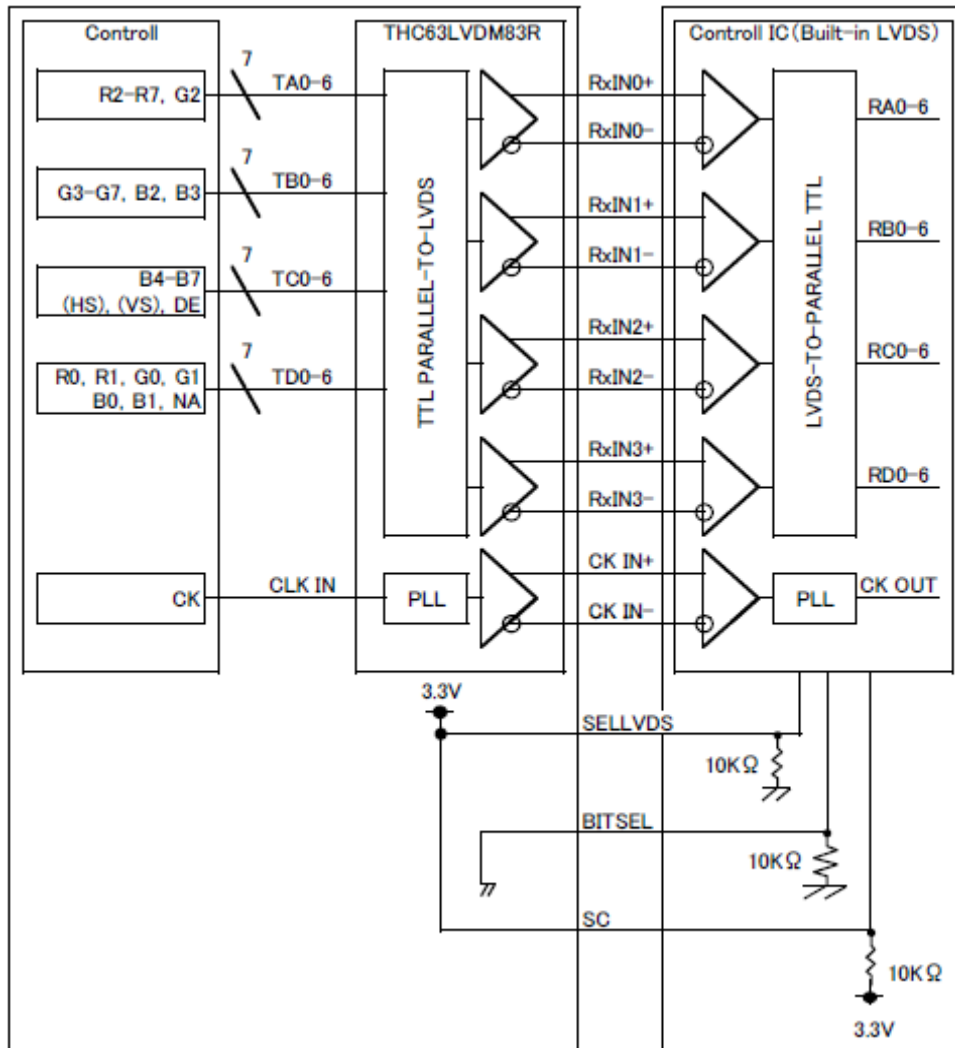 Controll
THC63LVDM83R
Controll IC(Built-in LVDS)
R2-R7, G2
7
TA0-6
RxIN0+
RxIN0-
RA0-6
G3-G7, B2, B3
7
TB0-6
RxIN1+
RxIN1-
RB0-6
B4-B7
(HS), (VS), DE
7
TC0-6
RxIN2+
RxIN2-
RC0-6
R0, R1, G0, G1
B0, B1, NA
7
TD0-6
RxIN3+
RxIN3-
RD0-6
TTL PARALLEL-TO-LVDS
LVDS-TO-PARALLEL TTL
CK
CLK IN
PLL
CK IN+
CK IN-
PLL
CK OUT
3.3V
SELLVDS
10KΩ
BITSEL
10KΩ
SC
10KΩ
3.3V